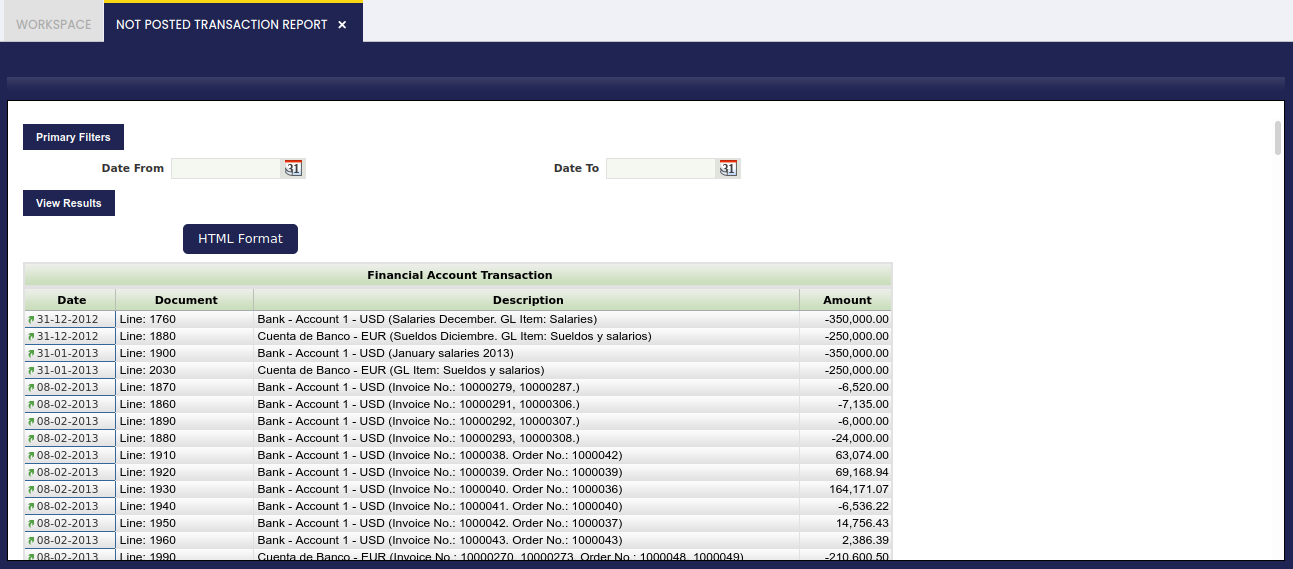 WORKSPACE NOT POSTED TRANSACTION REPORT ×
Primary Filters
Date From 31 Date To 31
View Results
HTML Format
Financial Account Transaction
Date Document Description Amount
31-12-2012 Line: 1760 Bank - Account 1 - USD (Salaries December. GL Item: Salaries) -350,000.00
31-12-2012 Line: 1880 Cuenta de Banco - EUR (Sueldos Diciembre. GL Item: Sueldos y salarios) -250,000.00
31-01-2013 Line: 1900 Bank - Account 1 - USD (January salaries 2013) -350,000.00
31-01-2013 Line: 2030 Cuenta de Banco - EUR (GL Item: Sueldos y salarios) -250,000.00
08-02-2013 Line: 1870 Bank - Account 1 - USD (Invoice No.: 10000279, 10000287.) -6,520.00
08-02-2013 Line: 1860 Bank - Account 1 - USD (Invoice No.: 10000291, 10000306.) -7,135.00
08-02-2013 Line: 1890 Bank - Account 1 - USD (Invoice No.: 10000292, 10000307.) -6,000.00
08-02-2013 Line: 1880 Bank - Account 1 - USD (Invoice No.: 10000293, 10000308.) -24,000.00
08-02-2013 Line: 1910 Bank - Account 1 - USD (Invoice No.: 1000038. Order No.: 1000042) 63,074.00
08-02-2013 Line: 1920 Bank - Account 1 - USD (Invoice No.: 1000039. Order No.: 1000039) 69,168.94
08-02-2013 Line: 1930 Bank - Account 1 - USD (Invoice No.: 1000040. Order No.: 1000036) 164,171.07
08-02-2013 Line: 1940 Bank - Account 1 - USD (Invoice No.: 1000041. Order No.: 1000040) -6,536.22
08-02-2013 Line: 1950 Bank - Account 1 - USD (Invoice No.: 1000042. Order No.: 1000037) 14,756.43
08-02-2013 Line: 1960 Bank - Account 1 - USD (Invoice No.: 1000043. Order No.: 1000043) 2,386.39
08-02-2013 Line: 1990 Cuenta de Banco - EUR (Invoice No.: 10000270, 10000273. Order No.: 1000048, 1000049) -210,600.50